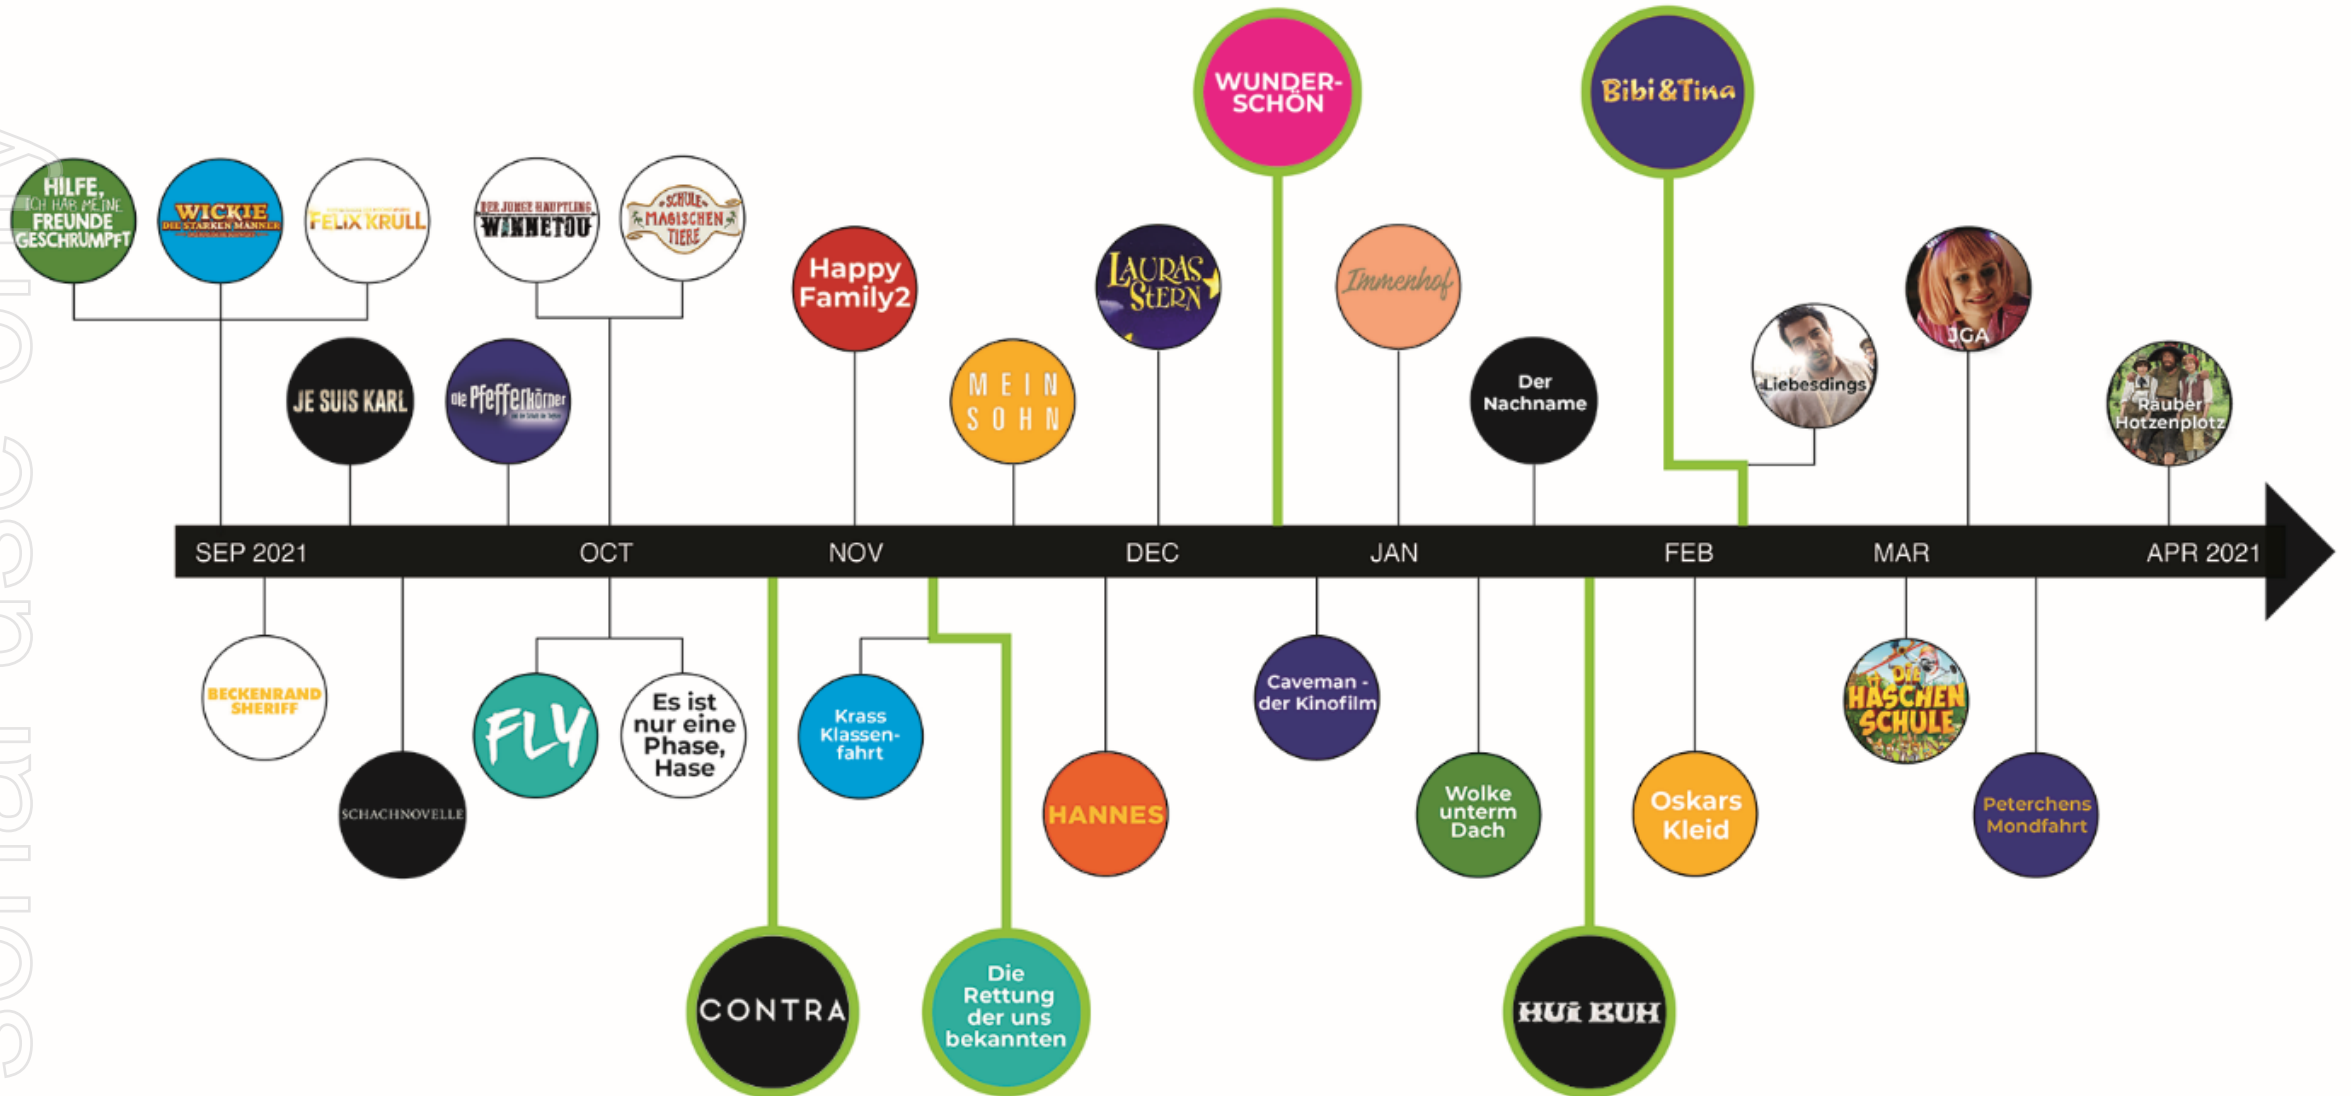 HILFE,
ICH HAB MEINE
FREUNDE
GESCHRUMPFT
WICKIE
DIE STARKEN MÄNNER
FELIX KRULL
DER JUNGE HÄUPTLING
WINNETOU
SCHULE
MAGISCHEN
TIERE
WUNDER-
SCHÖN
Bibi&Tina
JE SUIS KARL
die Pfefferkörner
Happy
Family2
MEIN
SOHN
LAURAS
STERN
Immenhof
Der
Nachname
Liebesdings
JGA
Räuber
Hotzenplotz
SEP 2021
OCT
NOV
DEC
JAN
FEB
MAR
APR 2021
BECKENRAND
SHERIFF
SCHACHNOVELLE
FLY
Es ist
nur eine
Phase,
Hase
CONTRA
Krass
Klassen-
fahrt
Die
Rettung
der uns
bekannten
HANNES
Caveman -
der Kinofilm
Wolke
unterm
Dach
HUI BUH
Oskars
Kleid
DIE
HÄSCHEN
SCHULE
Peterchens
Mondfahrt